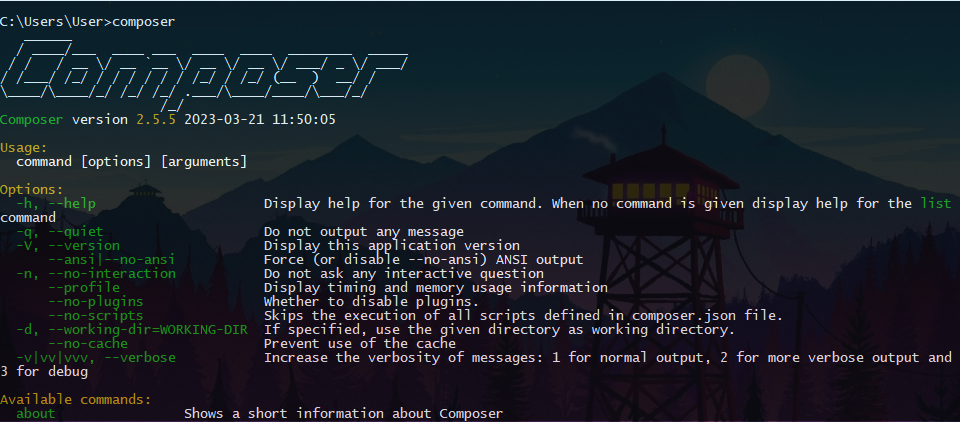 C:\Users\User>composer
Composer
Composer version 2.5.5 2023-03-21 11:50:05
Usage:
command [options] [arguments]
Options:
-h, --help Display help for the given command. When no command is given display help for the list
command
-q, --quiet Do not output any message
-V, --version Display this application version
--ansi|--no-ansi Force (or disable --no-ansi) ANSI output
-n, --no-interaction Do not ask any interactive question
--profile Display timing and memory usage information
--no-plugins Whether to disable plugins.
--no-scripts Skips the execution of all scripts defined in composer.json file.
-d, --working-dir=WORKING-DIR If specified, use the given directory as working directory.
--no-cache Prevent use of the cache
-v|vv|vvv, --verbose Increase the verbosity of messages: 1 for normal output, 2 for more verbose output and
3 for debug
Available commands:
about Shows a short information about Composer